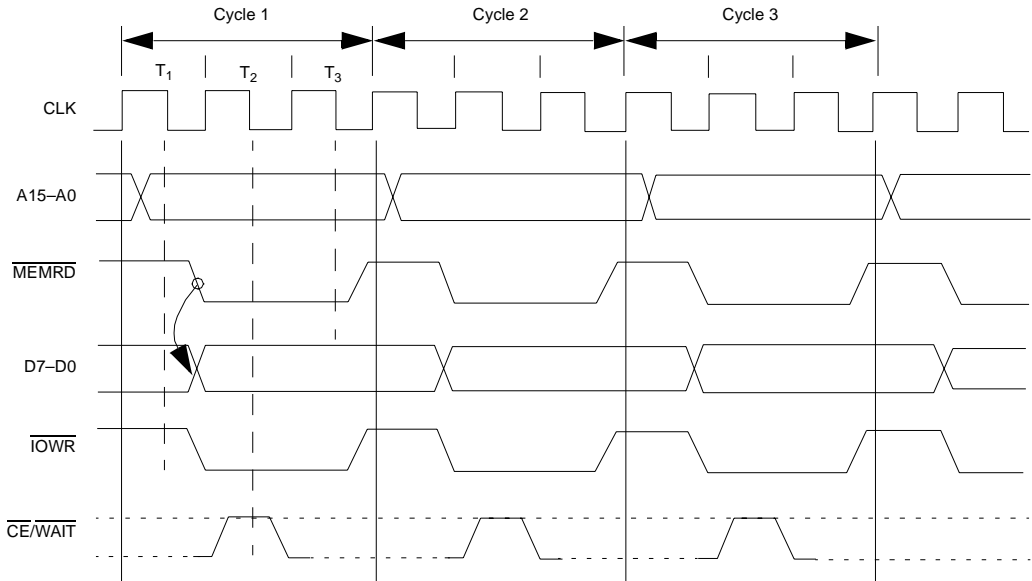 Cycle 1 Cycle 2 Cycle 3
T1 T2 T3
CLK
A15–A0
MEMRD
D7–D0
IOWR
CE/WAIT